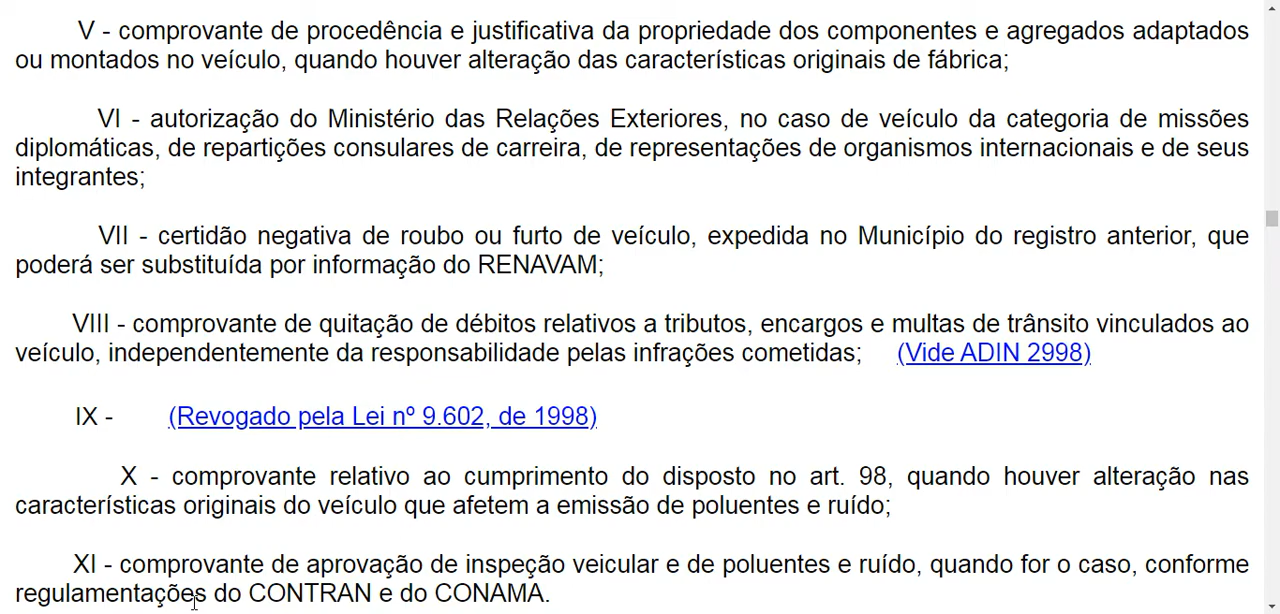 V - comprovante de procedência e justificativa da propriedade dos componentes e agregados adaptados
ou montados no veículo, quando houver alteração das características originais de fábrica;
VI - autorização do Ministério das Relações Exteriores, no caso de veículo da categoria de missões
diplomáticas, de repartições consulares de carreira, de representações de organismos internacionais e de seus
integrantes;
VII - certidão negativa de roubo ou furto de veículo, expedida no Município do registro anterior, que
poderá ser substituída por informação do RENAVAM;
VIII - comprovante de quitação de débitos relativos a tributos, encargos e multas de trânsito vinculados ao
veículo, independentemente da responsabilidade pelas infrações cometidas; (Vide ADIN 2998)
IX - (Revogado pela Lei nº 9.602, de 1998)
X - comprovante relativo ao cumprimento do disposto no art. 98, quando houver alteração nas
características originais do veículo que afetem a emissão de poluentes e ruído;
XI - comprovante de aprovação de inspeção veicular e de poluentes e ruído, quando for o caso, conforme
regulamentações do CONTRAN e do CONAMA.